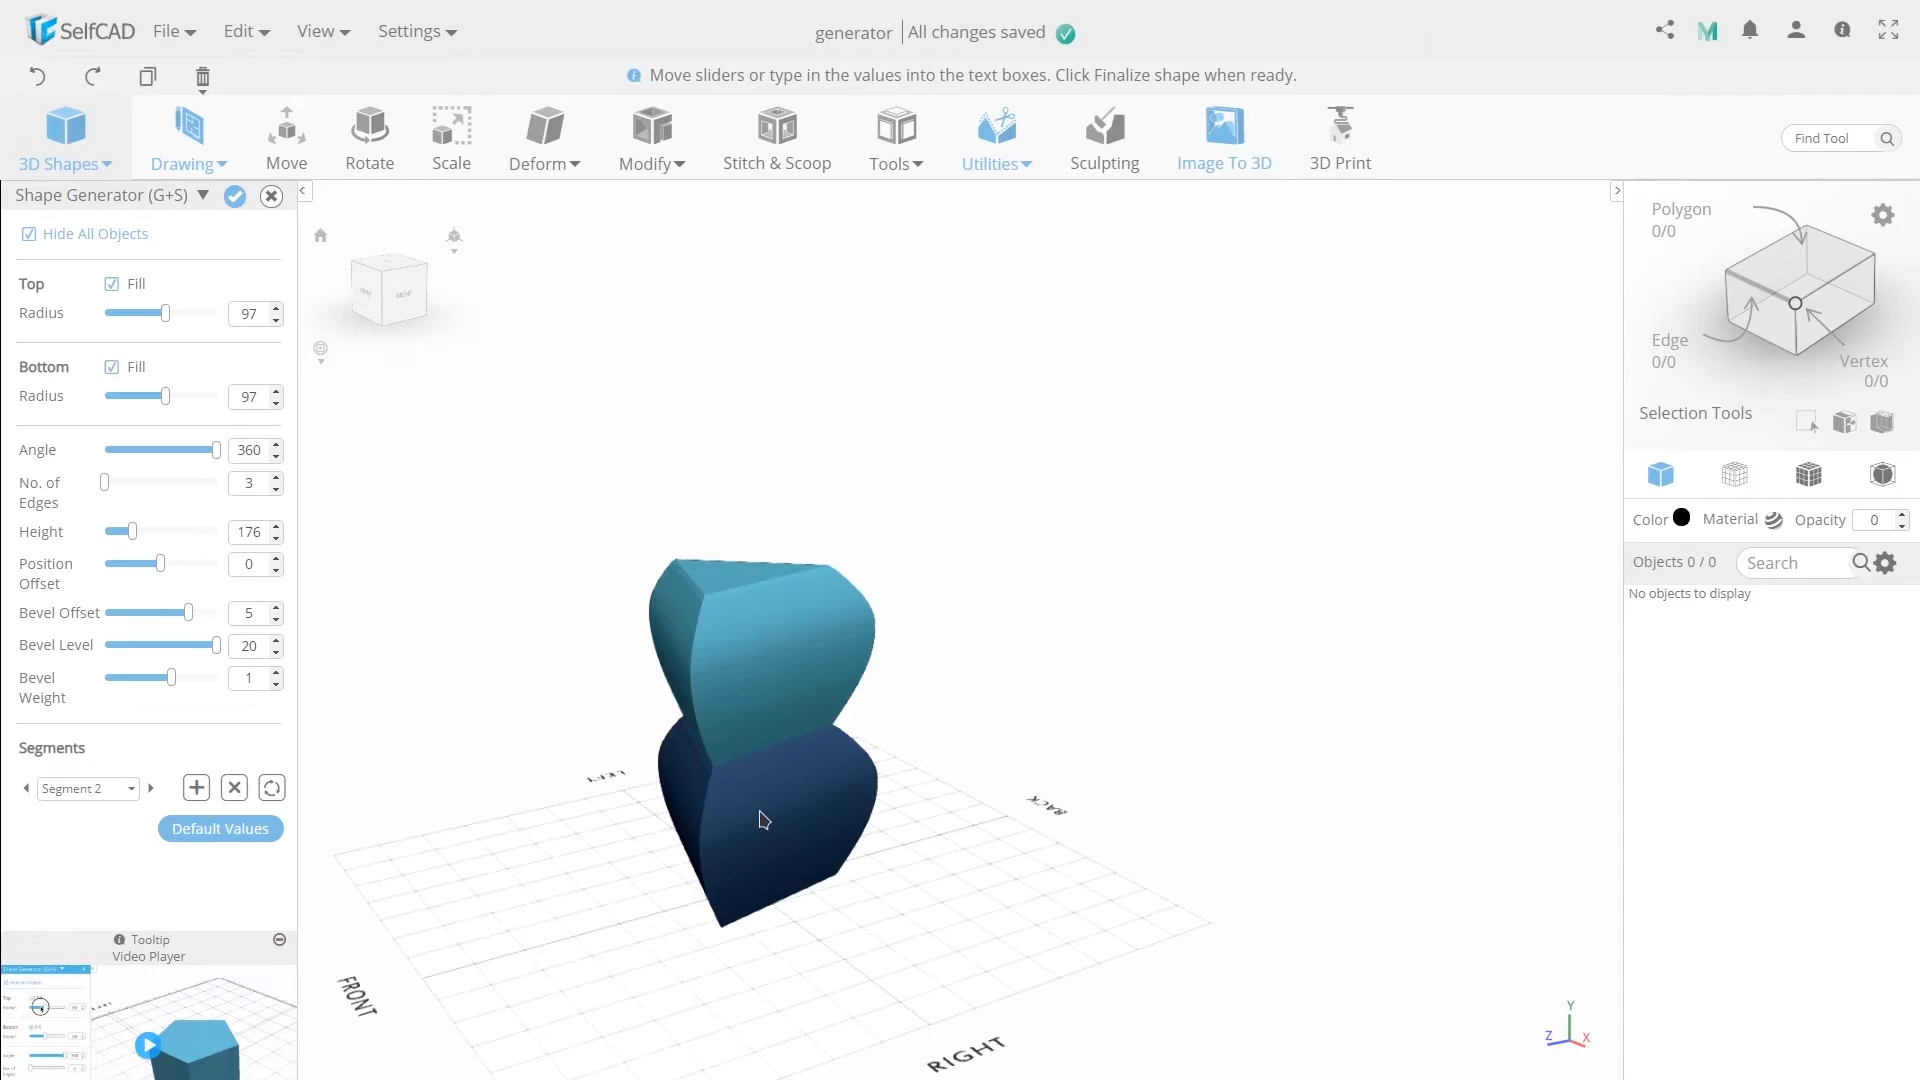 SelfCAD File Edit View Settings
generator All changes saved
Move sliders or type in the values into the text boxes. Click Finalize shape when ready.
3D Shapes Drawing Move Rotate Scale Deform Modify Stitch & Scoop Tools Utilities Sculpting Image To 3D 3D Print
Find Tool
Shape Generator (G+S)
Hide All Objects
Top Fill
Radius 97
Bottom Fill
Radius 97
Angle 360
No. of
Edges
3
Height 176
Position
Offset
0
Bevel Offset 5
Bevel Level 20
Bevel
Weight
1
Segments
Segment 2
Default Values
Tooltip
Video Player
FRONT
RIGHT
LEFT
BACK
FRONT
RIGHT
Y
Z
X
Polygon
0/0
Edge
0/0
Vertex
0/0
Selection Tools
Color Material Opacity 0
Objects 0 / 0 Search
No objects to display